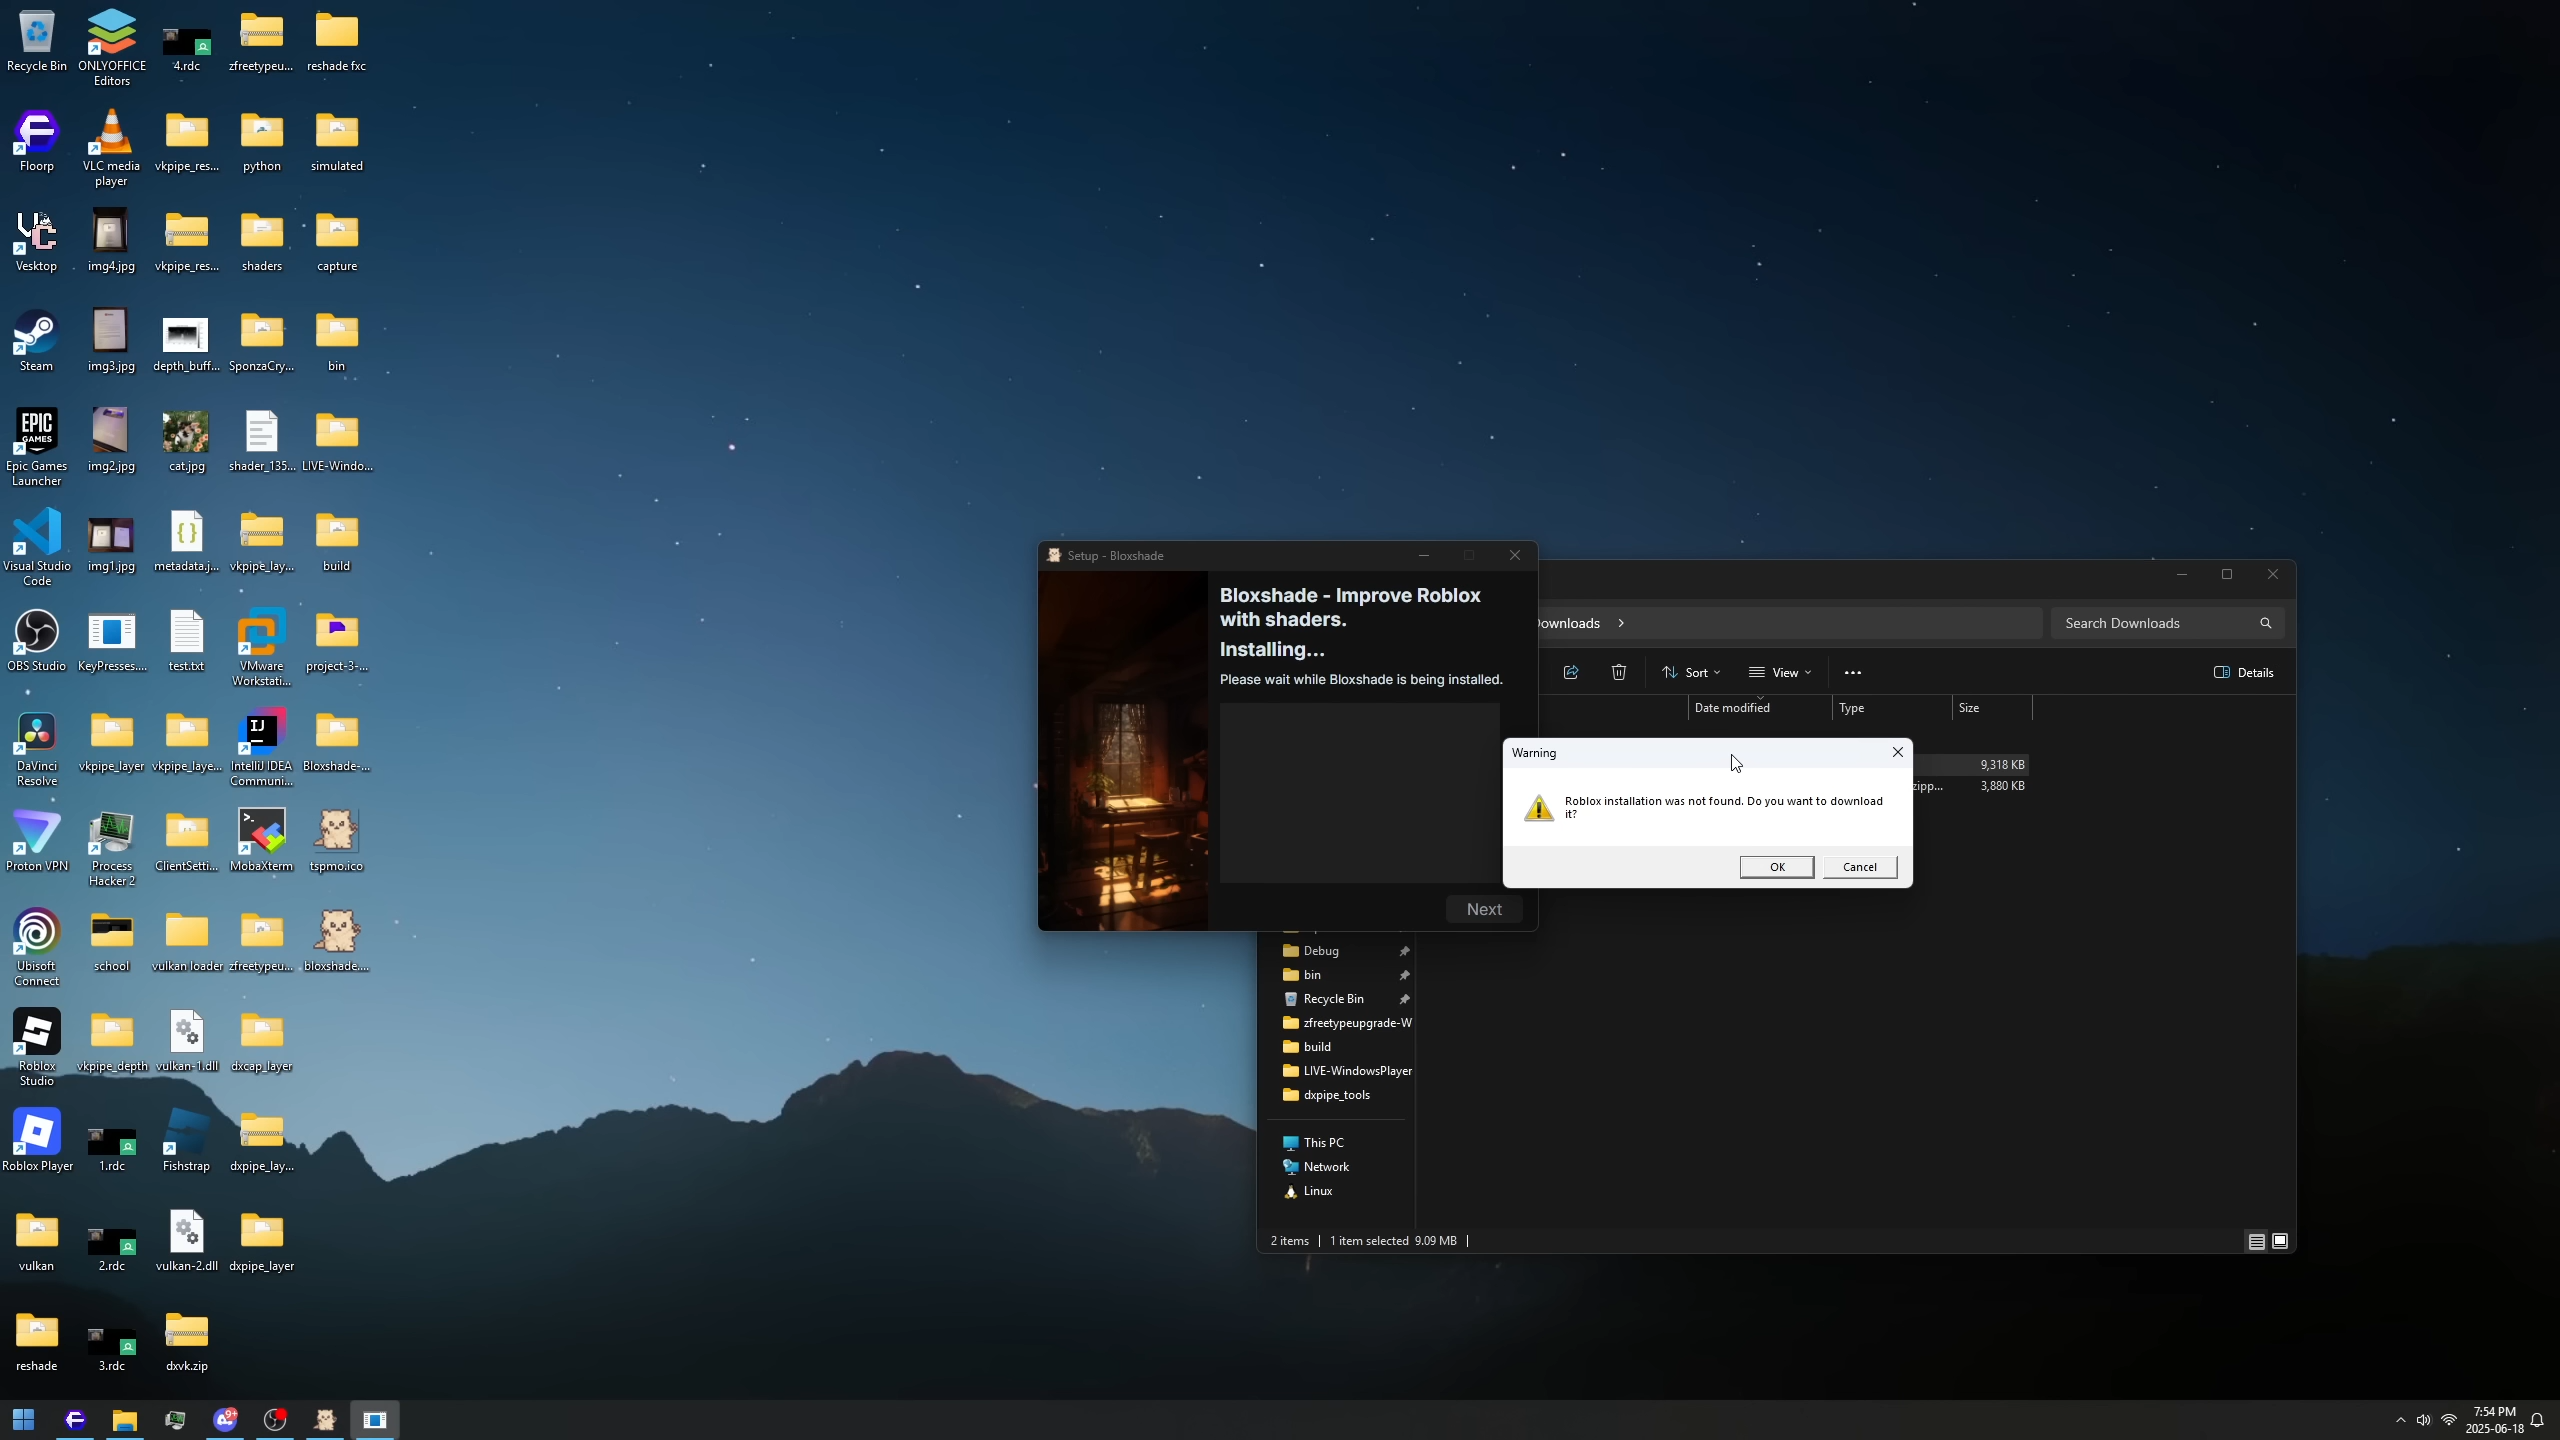 Recycle Bin
ONLYOFFICE
Editors
4.rdc
zfreetypeu...
reshade fxc
Floorp
VLC media
player
vkpipe_res...
python
simulated
Vesktop
img4.jpg
vkpipe_res...
shaders
capture
Steam
img3.jpg
depth_buff...
SponzaCry...
bin
EPIC
GAMES
Epic Games
Launcher
img2.jpg
cat.jpg
shader_135...
LIVE-Windo...
Visual Studio
Code
img1.jpg
metadata.j...
vkpipe_lay...
build
OBS Studio
KeyPresses....
test.txt
VMware
Workstati...
project-3-...
DaVinci
Resolve
vkpipe_layer
vkpipe_laye...
IJ
IntelliJ IDEA
Communi...
Bloxshade-...
Proton VPN
Process
Hacker 2
ClientSetti...
MobaXterm
tspmo.ico
Ubisoft
Connect
school
vulkan loader
zfreetypeu...
bloxshade....
Roblox
Studio
vkpipe_depth
vulkan-1.dll
dxcap_layer
Roblox Player
1.rdc
Fishstrap
dxpipe_lay...
vulkan
2.rdc
vulkan-2.dll
dxpipe_layer
reshade
3.rdc
dxvk.zip
Setup - Bloxshade
Bloxshade - Improve Roblox
with shaders.
Installing...
Please wait while Bloxshade is being installed.
Next
Downloads
Search Downloads
Sort
View
Details
Date modified
Type
Size
9,318 KB
zipp...
3,880 KB
Warning
Roblox installation was not found. Do you want to download
it?
OK
Cancel
Debug
bin
Recycle Bin
zfreetypeupgrade-W
build
LIVE-WindowsPlayer
dxpipe_tools
This PC
Network
Linux
2 items
1 item selected 9.09 MB
9+
7:54 PM
2025-06-18